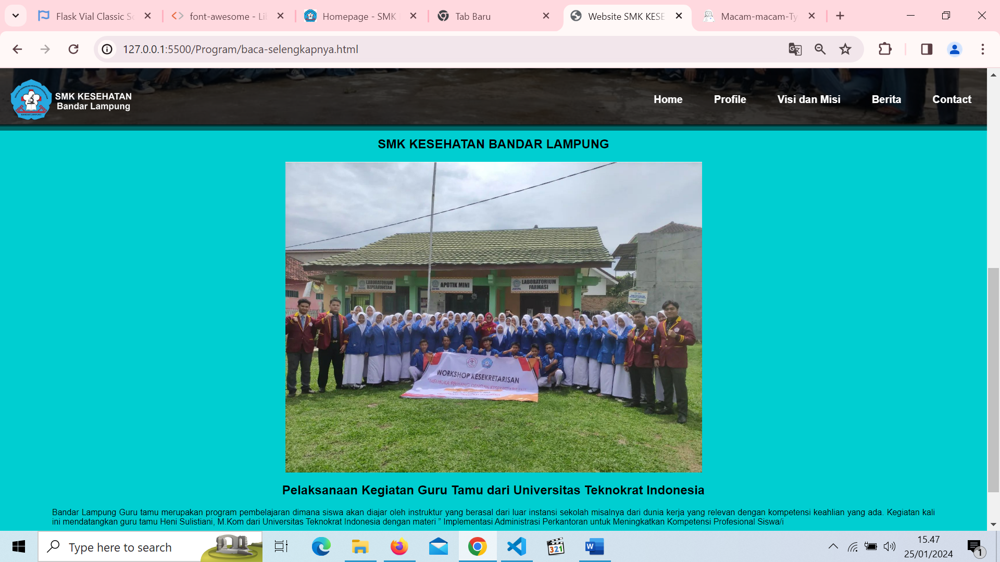 Flask Vial Classic Sc
font-awesome - Lil
Homepage - SMK
Tab Baru
Website SMK KESE
Macam-macam-Ty
127.0.0.1:5500/Program/baca-selengkapnya.html
SMK KESEHATAN
Bandar Lampung
Home Profile Visi dan Misi Berita Contact
SMK KESEHATAN BANDAR LAMPUNG
LABORATORIUM
KEPERAWATAN
APOTIK MINI
LABORATORIUM
FARMASI
WORKSHOP KESEKRETARISAN
"MEMBUKA PELUANG DENGAN KESEKRETARISAN"
Pelaksanaan Kegiatan Guru Tamu dari Universitas Teknokrat Indonesia
Bandar Lampung Guru tamu merupakan program pembelajaran dimana siswa akan diajar oleh instruktur yang berasal dari luar instansi sekolah misalnya dari dunia kerja yang relevan dengan kompetensi keahlian yang ada. Kegiatan kali
ini mendatangkan guru tamu Heni Sulistiani, M.Kom dari Universitas Teknokrat Indonesia dengan materi ” Implementasi Administrasi Perkantoran untuk Meningkatkan Kompetensi Profesional Siswa/i
Type here to search
321
W
15.47
25/01/2024
1